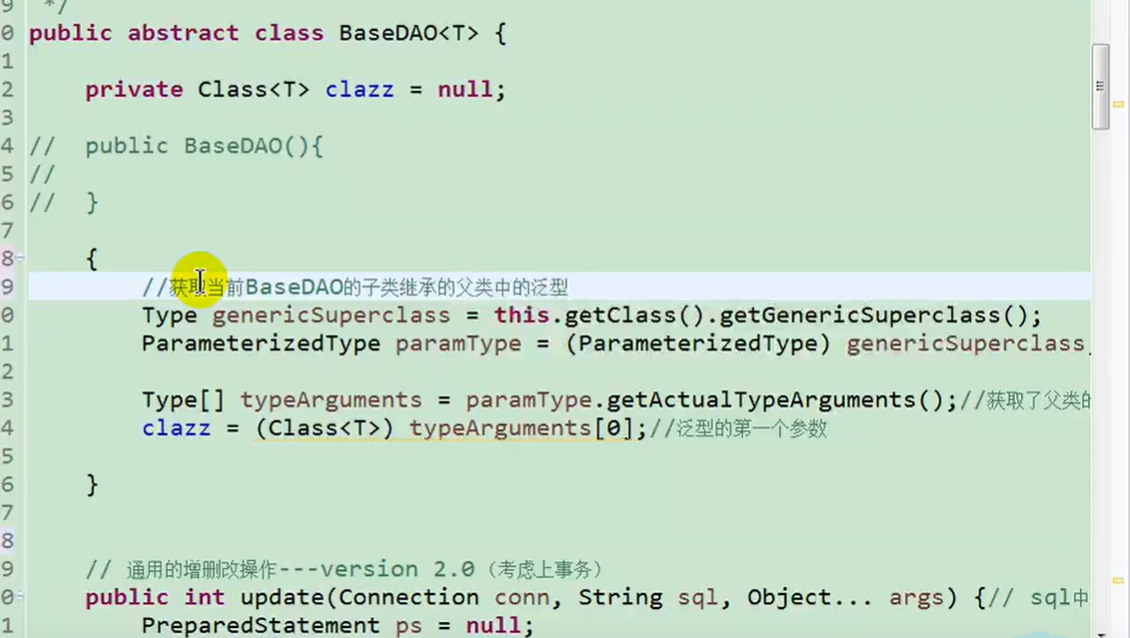 9 */
0 public abstract class BaseDAO<T> {
1
2 private Class<T> clazz = null;
3
4 // public BaseDAO(){
5 //
6 // }
7
8 {
9 //获取当前BaseDAO的子类继承的父类中的泛型
0 Type genericSuperclass = this.getClass().getGenericSuperclass();
1 ParameterizedType paramType = (ParameterizedType) genericSuperclass
2
3 Type[] typeArguments = paramType.getActualTypeArguments();//获取了父类的
4 clazz = (Class<T>) typeArguments[0];//泛型的第一个参数
5
6 }
7
8
9 // 通用的增删改操作---version 2.0（考虑上事务）
0 public int update(Connection conn, String sql, Object... args) {// sql中
1 PreparedStatement ps = null;